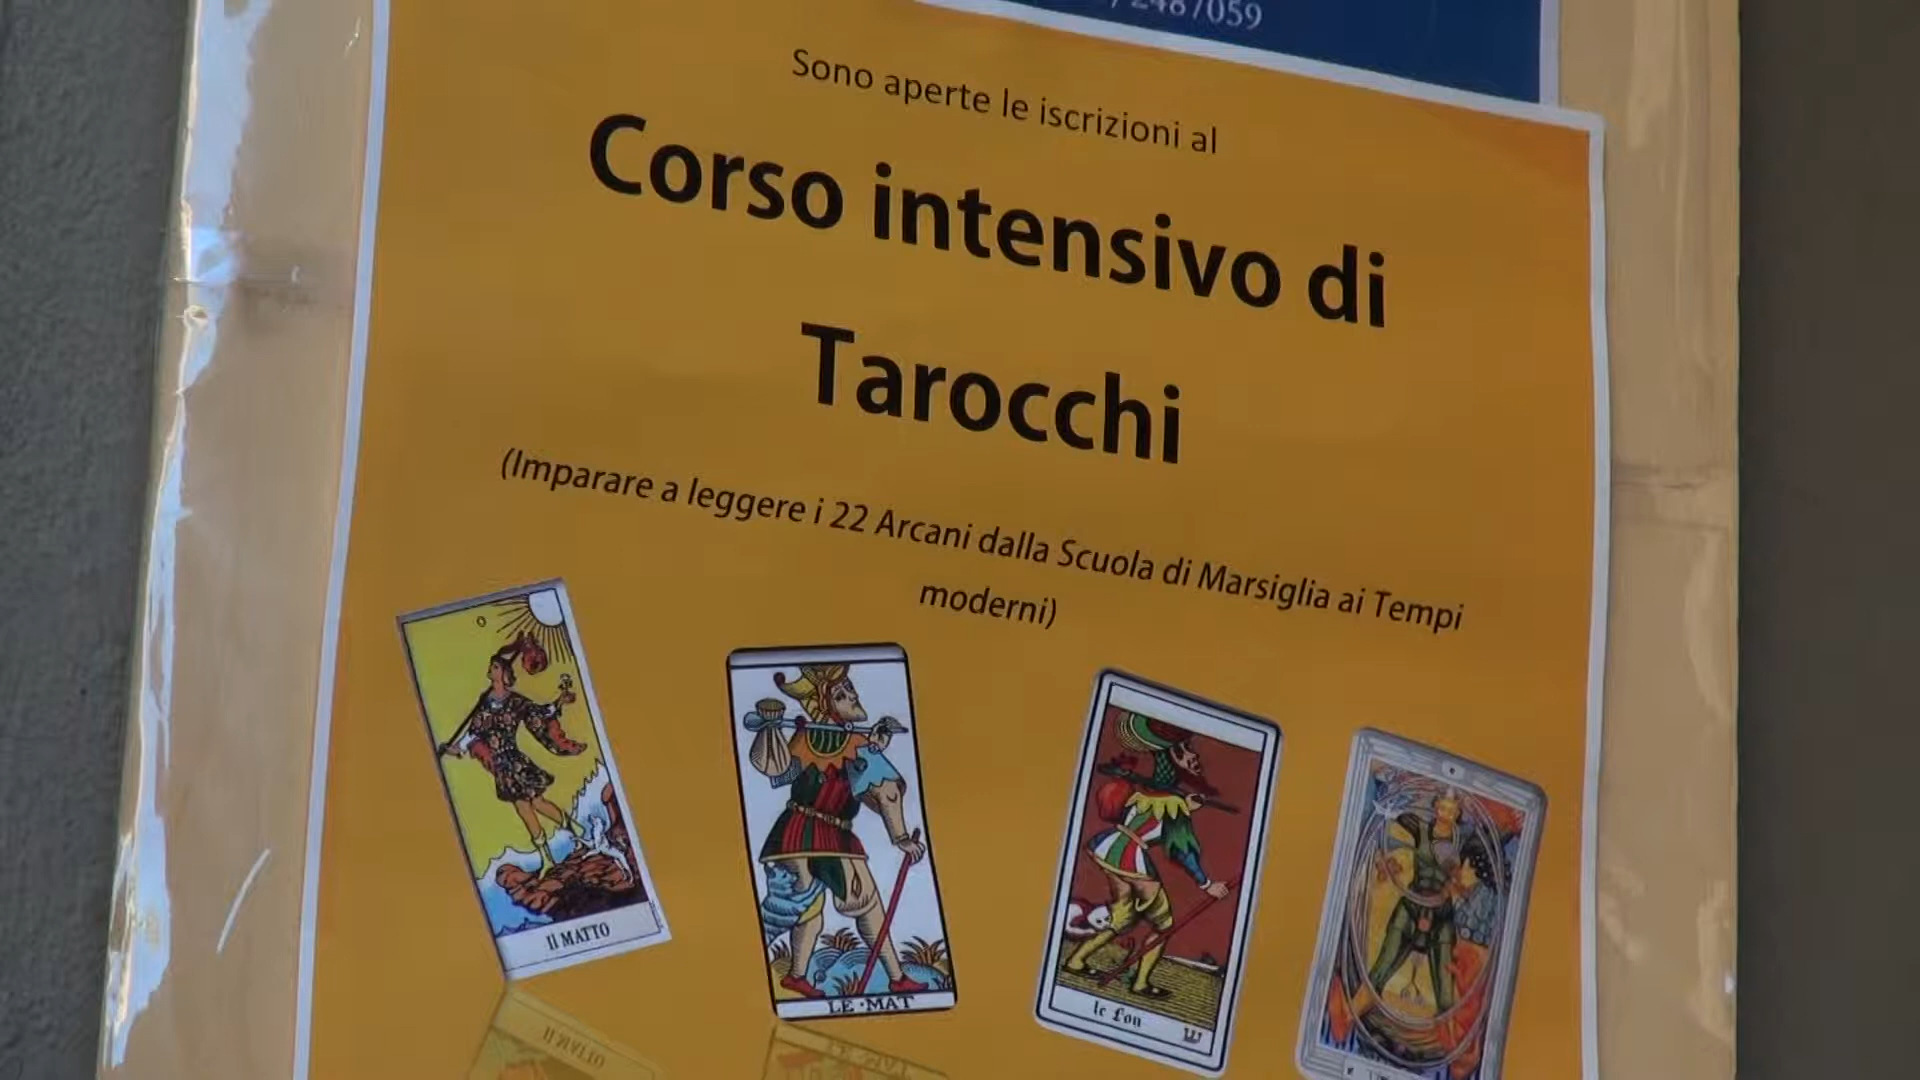 Sono aperte le iscrizioni al
Corso intensivo di
Tarocchi
(Imparare a leggere i 22 Arcani dalla Scuola di Marsiglia ai Tempi
moderni)
Il MATTO
LE·MAT
le Fou